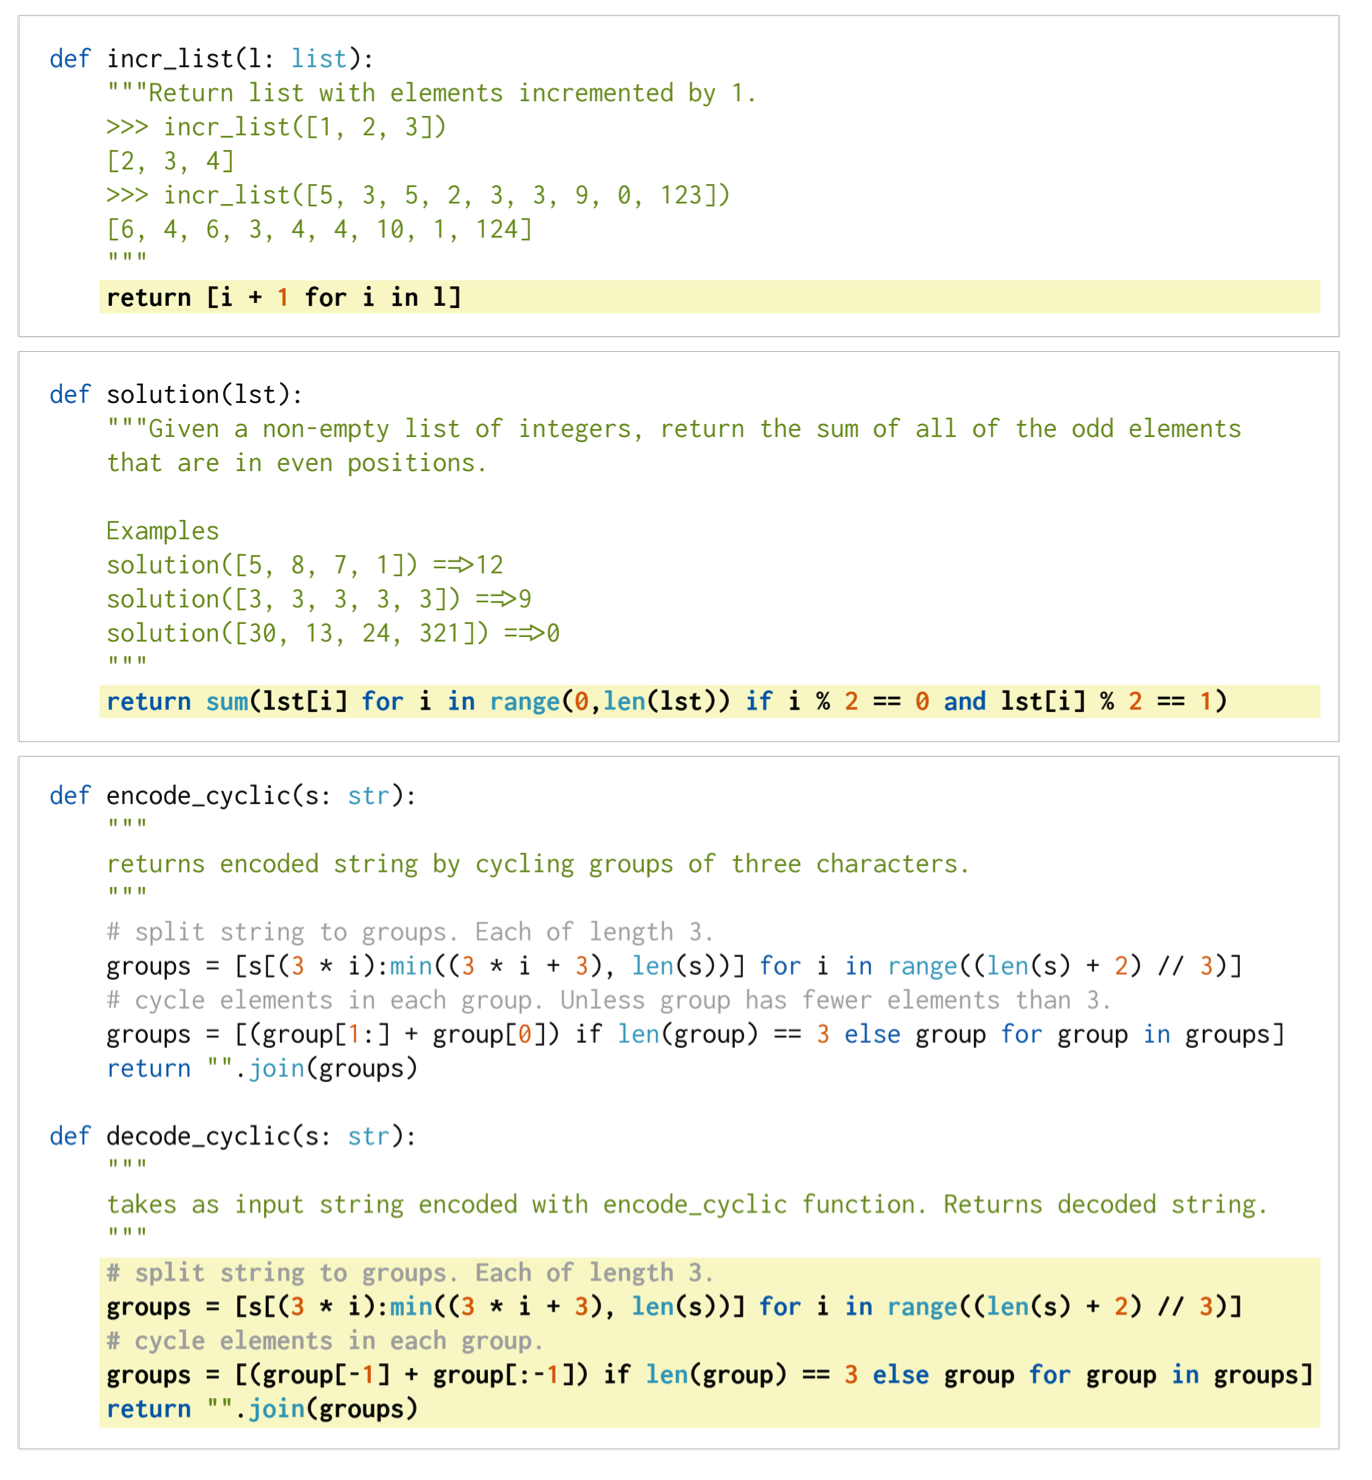 def incr_list(l: list):
    """Return list with elements incremented by 1.
    >>> incr_list([1, 2, 3])
    [2, 3, 4]
    >>> incr_list([5, 3, 5, 2, 3, 3, 9, 0, 123])
    [6, 4, 6, 3, 4, 4, 10, 1, 124]
    """
    return [i + 1 for i in l]
def solution(lst):
    """Given a non-empty list of integers, return the sum of all of the odd elements
    that are in even positions.

    Examples
    solution([5, 8, 7, 1]) ==>12
    solution([3, 3, 3, 3, 3]) ==>9
    solution([30, 13, 24, 321]) ==>0
    """
    return sum(lst[i] for i in range(0,len(lst)) if i % 2 == 0 and lst[i] % 2 == 1)
def encode_cyclic(s: str):
    """
    returns encoded string by cycling groups of three characters.
    """
    # split string to groups. Each of length 3.
    groups = [s[(3 * i):min((3 * i + 3), len(s))] for i in range((len(s) + 2) // 3)]
    # cycle elements in each group. Unless group has fewer elements than 3.
    groups = [(group[1:] + group[0]) if len(group) == 3 else group for group in groups]
    return "".join(groups)

def decode_cyclic(s: str):
    """
    takes as input string encoded with encode_cyclic function. Returns decoded string.
    """
    # split string to groups. Each of length 3.
    groups = [s[(3 * i):min((3 * i + 3), len(s))] for i in range((len(s) + 2) // 3)]
    # cycle elements in each group.
    groups = [(group[-1] + group[:-1]) if len(group) == 3 else group for group in groups]
    return "".join(groups)